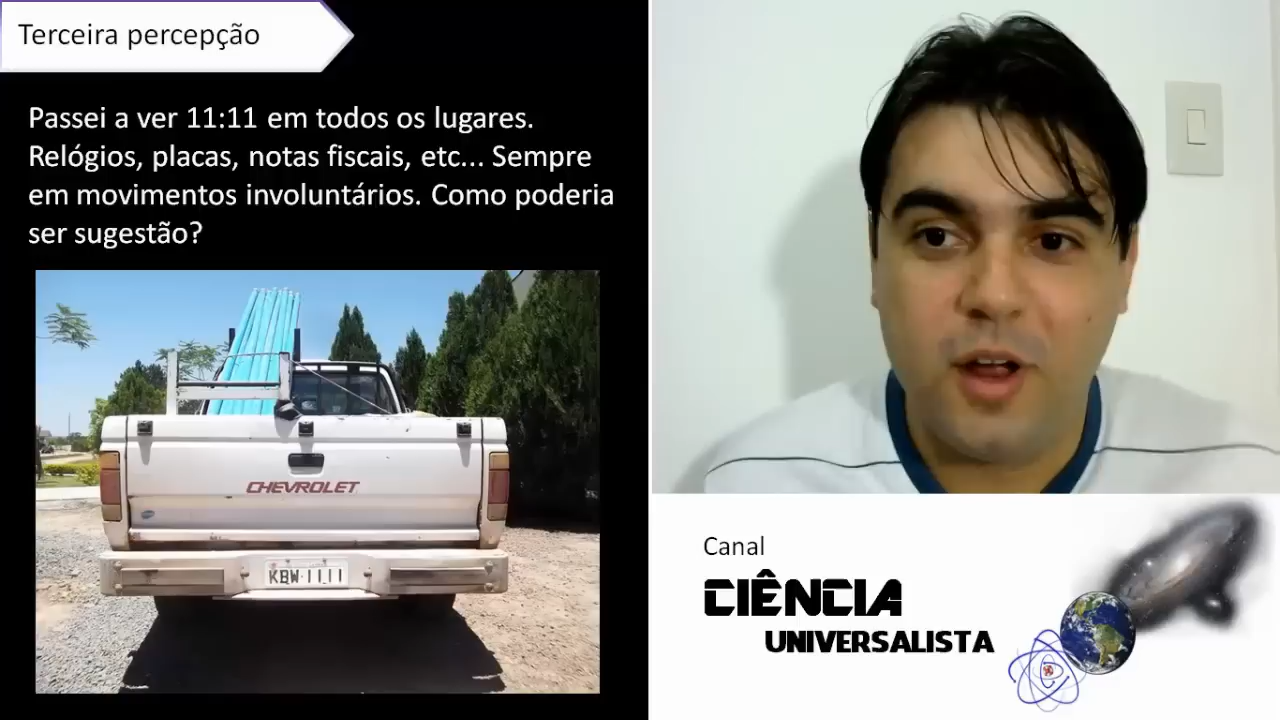 Terceira percepção
Passei a ver 11:11 em todos os lugares.
Relógios, placas, notas fiscais, etc... Sempre
em movimentos involuntários. Como poderia
ser sugestão?
CHEVROLET
KBW·1111
Canal
CIÊNCIA
UNIVERSALISTA